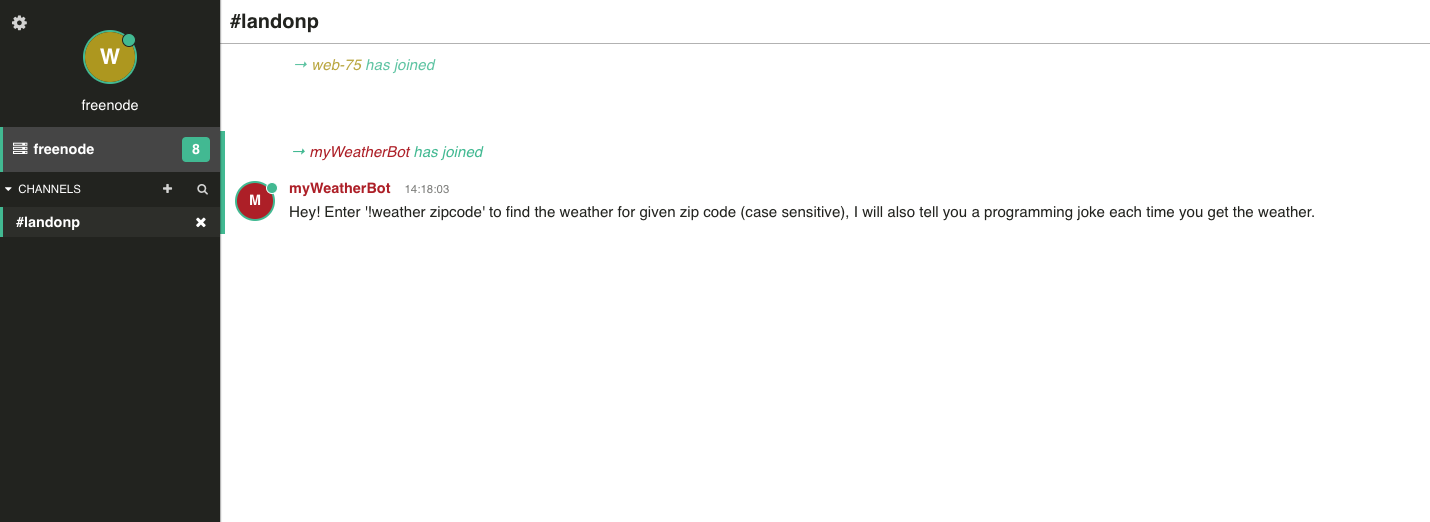 W
freenode
freenode 8
CHANNELS
#landonp
#landonp
→ web-75 has joined
→ myWeatherBot has joined
M
myWeatherBot 14:18:03
Hey! Enter '!weather zipcode' to find the weather for given zip code (case sensitive), I will also tell you a programming joke each time you get the weather.